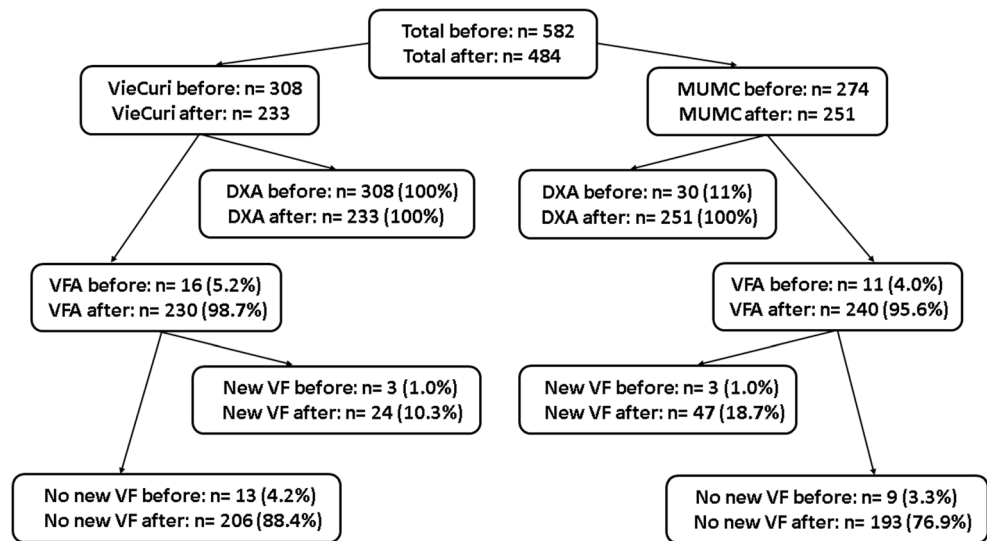 Total before: n= 582
Total after: n= 484
VieCuri before: n= 308
VieCuri after: n= 233
MUMC before: n= 274
MUMC after: n= 251
DXA before: n= 308 (100%)
DXA after: n= 233 (100%)
DXA before: n= 30 (11%)
DXA after: n= 251 (100%)
VFA before: n= 16 (5.2%)
VFA after: n= 230 (98.7%)
VFA before: n= 11 (4.0%)
VFA after: n= 240 (95.6%)
New VF before: n= 3 (1.0%)
New VF after: n= 24 (10.3%)
New VF before: n= 3 (1.0%)
New VF after: n= 47 (18.7%)
No new VF before: n= 13 (4.2%)
No new VF after: n= 206 (88.4%)
No new VF before: n= 9 (3.3%)
No new VF after: n= 193 (76.9%)